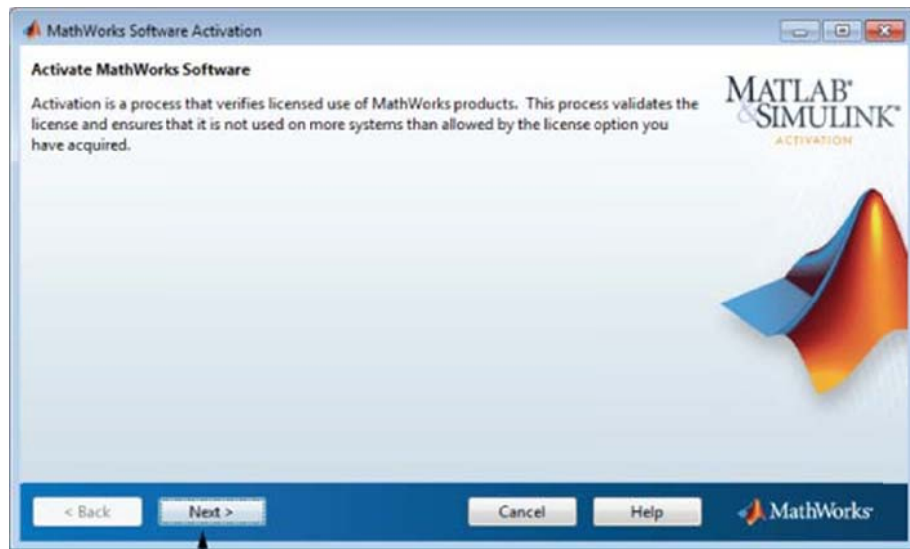 MathWorks Software Activation
Activate MathWorks Software
Activation is a process that verifies licensed use of MathWorks products. This process validates the
license and ensures that it is not used on more systems than allowed by the license option you
have acquired.
MATLAB®
&SIMULINK®
ACTIVATION
< Back
Next >
Cancel
Help
MathWorks®